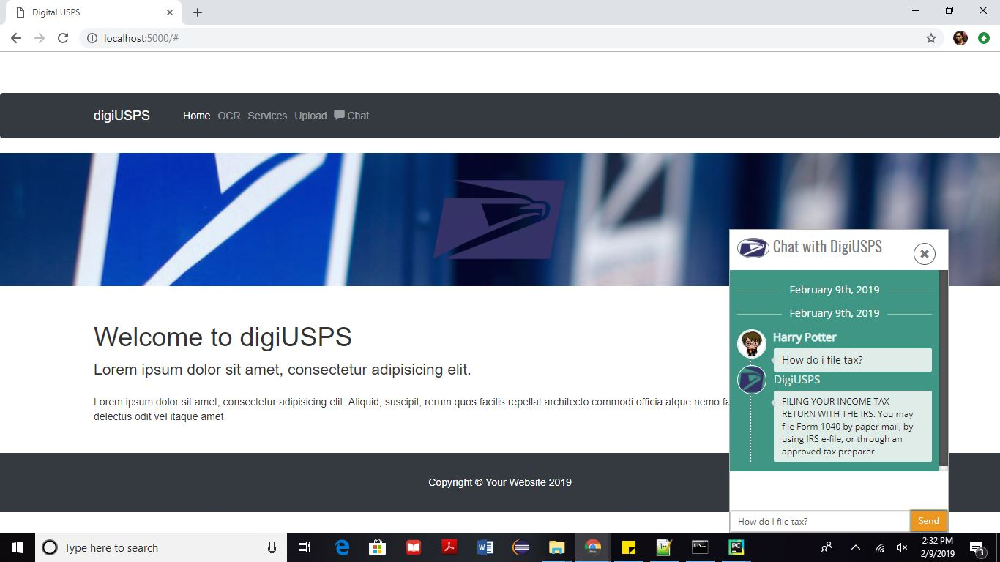 Digital USPS
localhost:5000/#
digiUSPS Home OCR Services Upload Chat
Welcome to digiUSPS
Lorem ipsum dolor sit amet, consectetur adipisicing elit.
Lorem ipsum dolor sit amet, consectetur adipisicing elit. Aliquid, suscipit, rerum quos facilis repellat architecto commodi officia atque nemo
delectus odit vel itaque amet.
Copyright © Your Website 2019
Chat with DigiUSPS
February 9th, 2019
February 9th, 2019
Harry Potter
How do i file tax?
DigiUSPS
FILING YOUR INCOME TAX
RETURN WITH THE IRS. You may
file Form 1040 by paper mail, by
using IRS e-file, or through an
approved tax preparer
How do I file tax?
Send
Type here to search
2:32 PM
2/9/2019
3